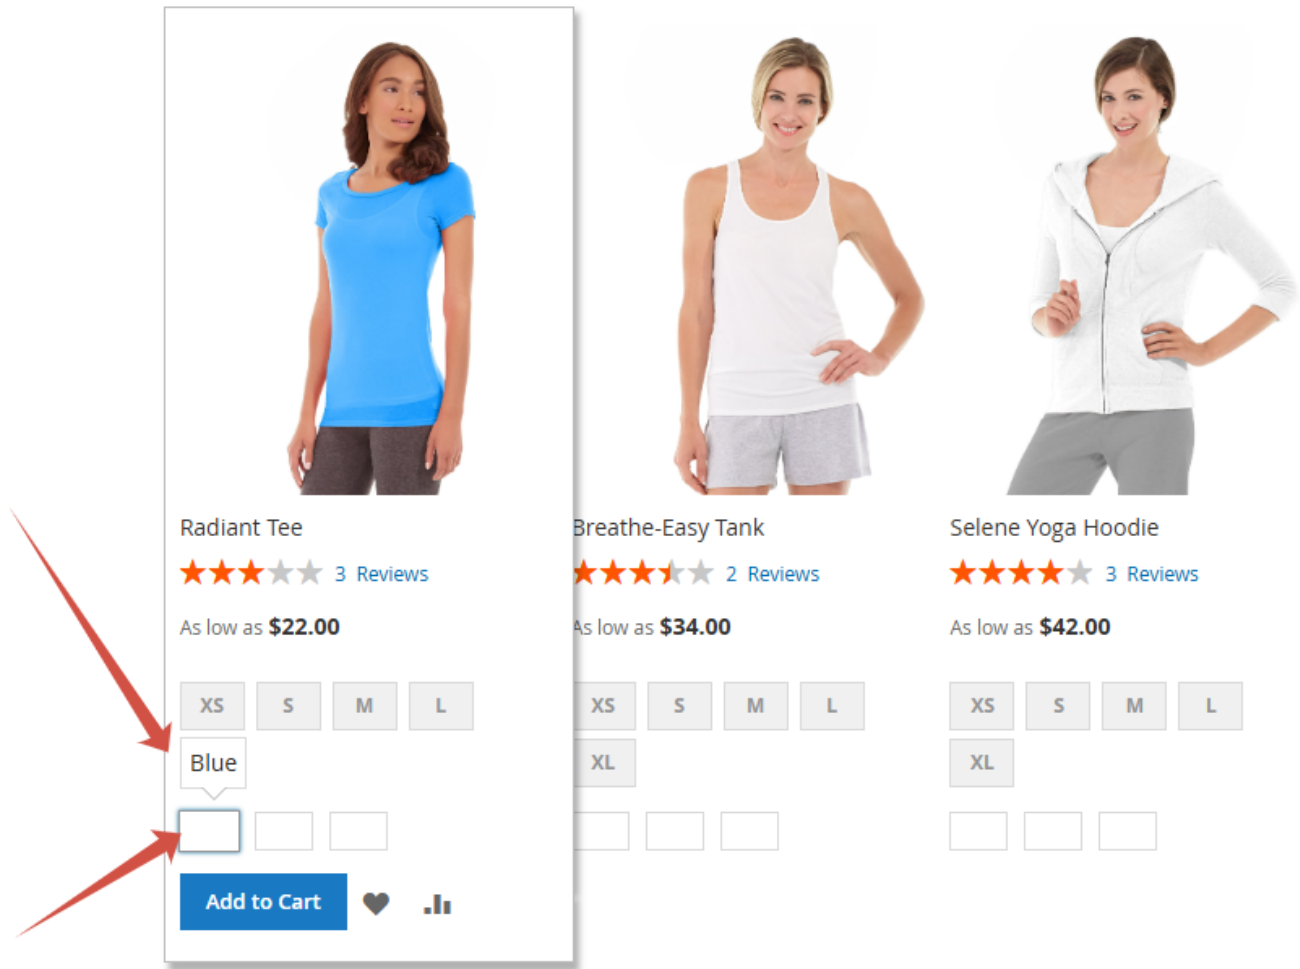 Radiant Tee
3 Reviews
As low as $22.00
XS S M L
Blue
Add to Cart
Breathe-Easy Tank
2 Reviews
As low as $34.00
XS S M L
XL
Selene Yoga Hoodie
3 Reviews
As low as $42.00
XS S M L
XL